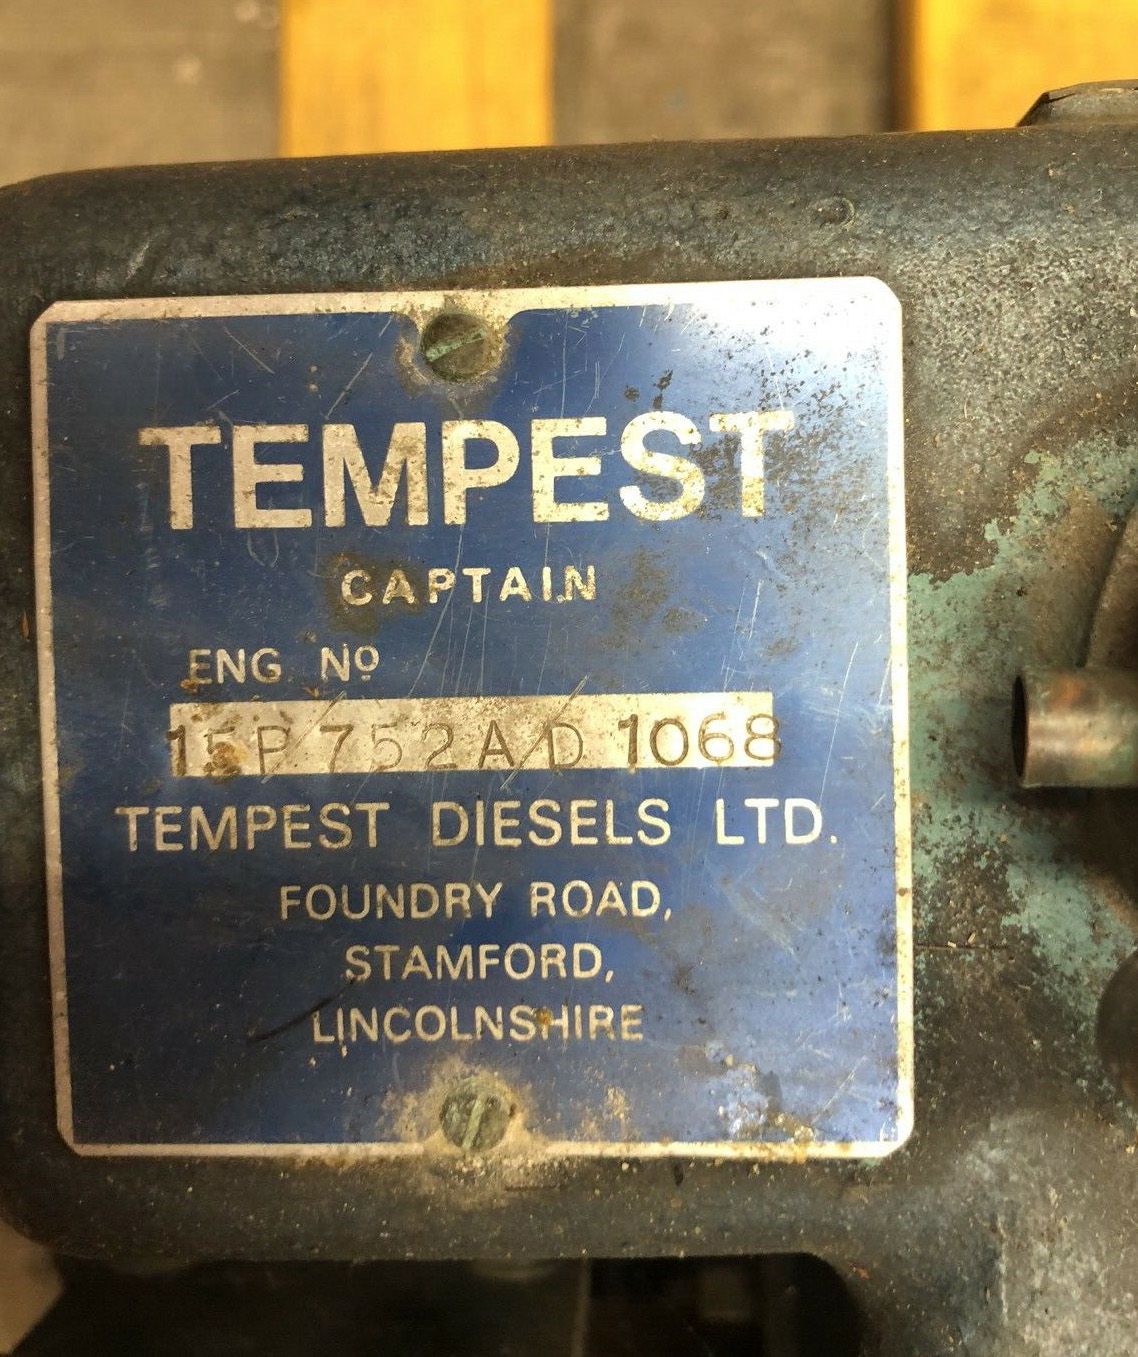 TEMPEST
CAPTAIN
ENG Nº
15P 752 A/D 1068
TEMPEST DIESELS LTD.
FOUNDRY ROAD,
STAMFORD,
LINCOLNSHIRE